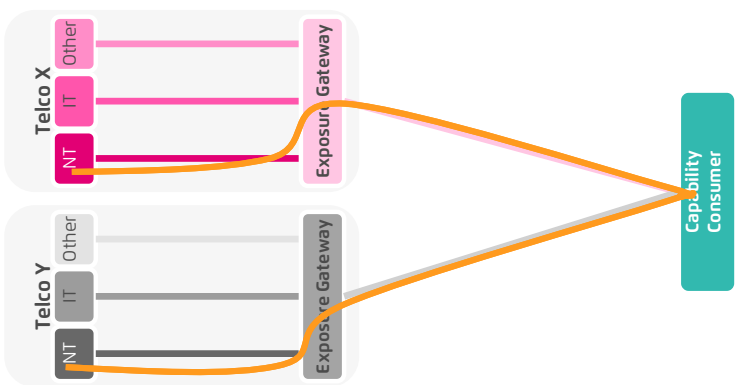 Telco X
Other
IT
NT
Exposure Gateway
Telco Y
Other
IT
NT
Exposure Gateway
Capability
Consumer